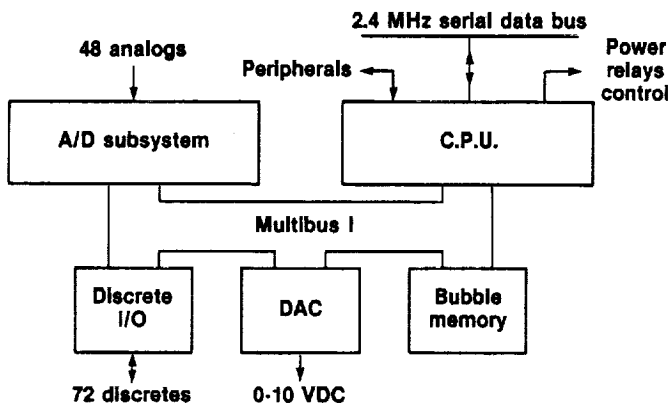 2.4 MHz serial data bus
48 analogs
Peripherals
Power
relays
control
A/D subsystem
C.P.U.
Multibus I
Discrete
I/O
DAC
Bubble
memory
72 discretes
0-10 VDC